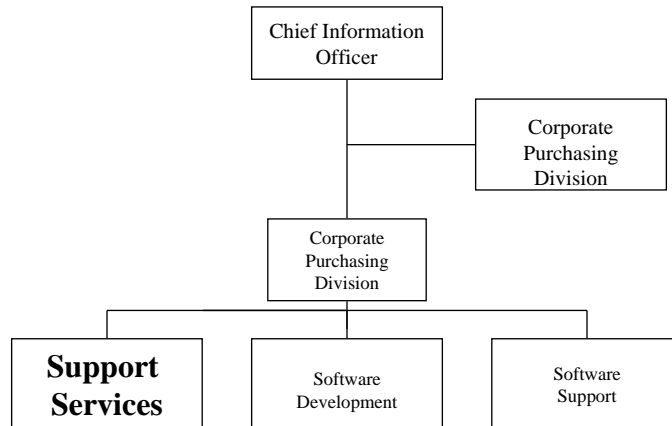 Chief Information
Officer
Corporate
Purchasing
Division
Corporate
Purchasing
Division
Support
Services
Software
Development
Software
Support